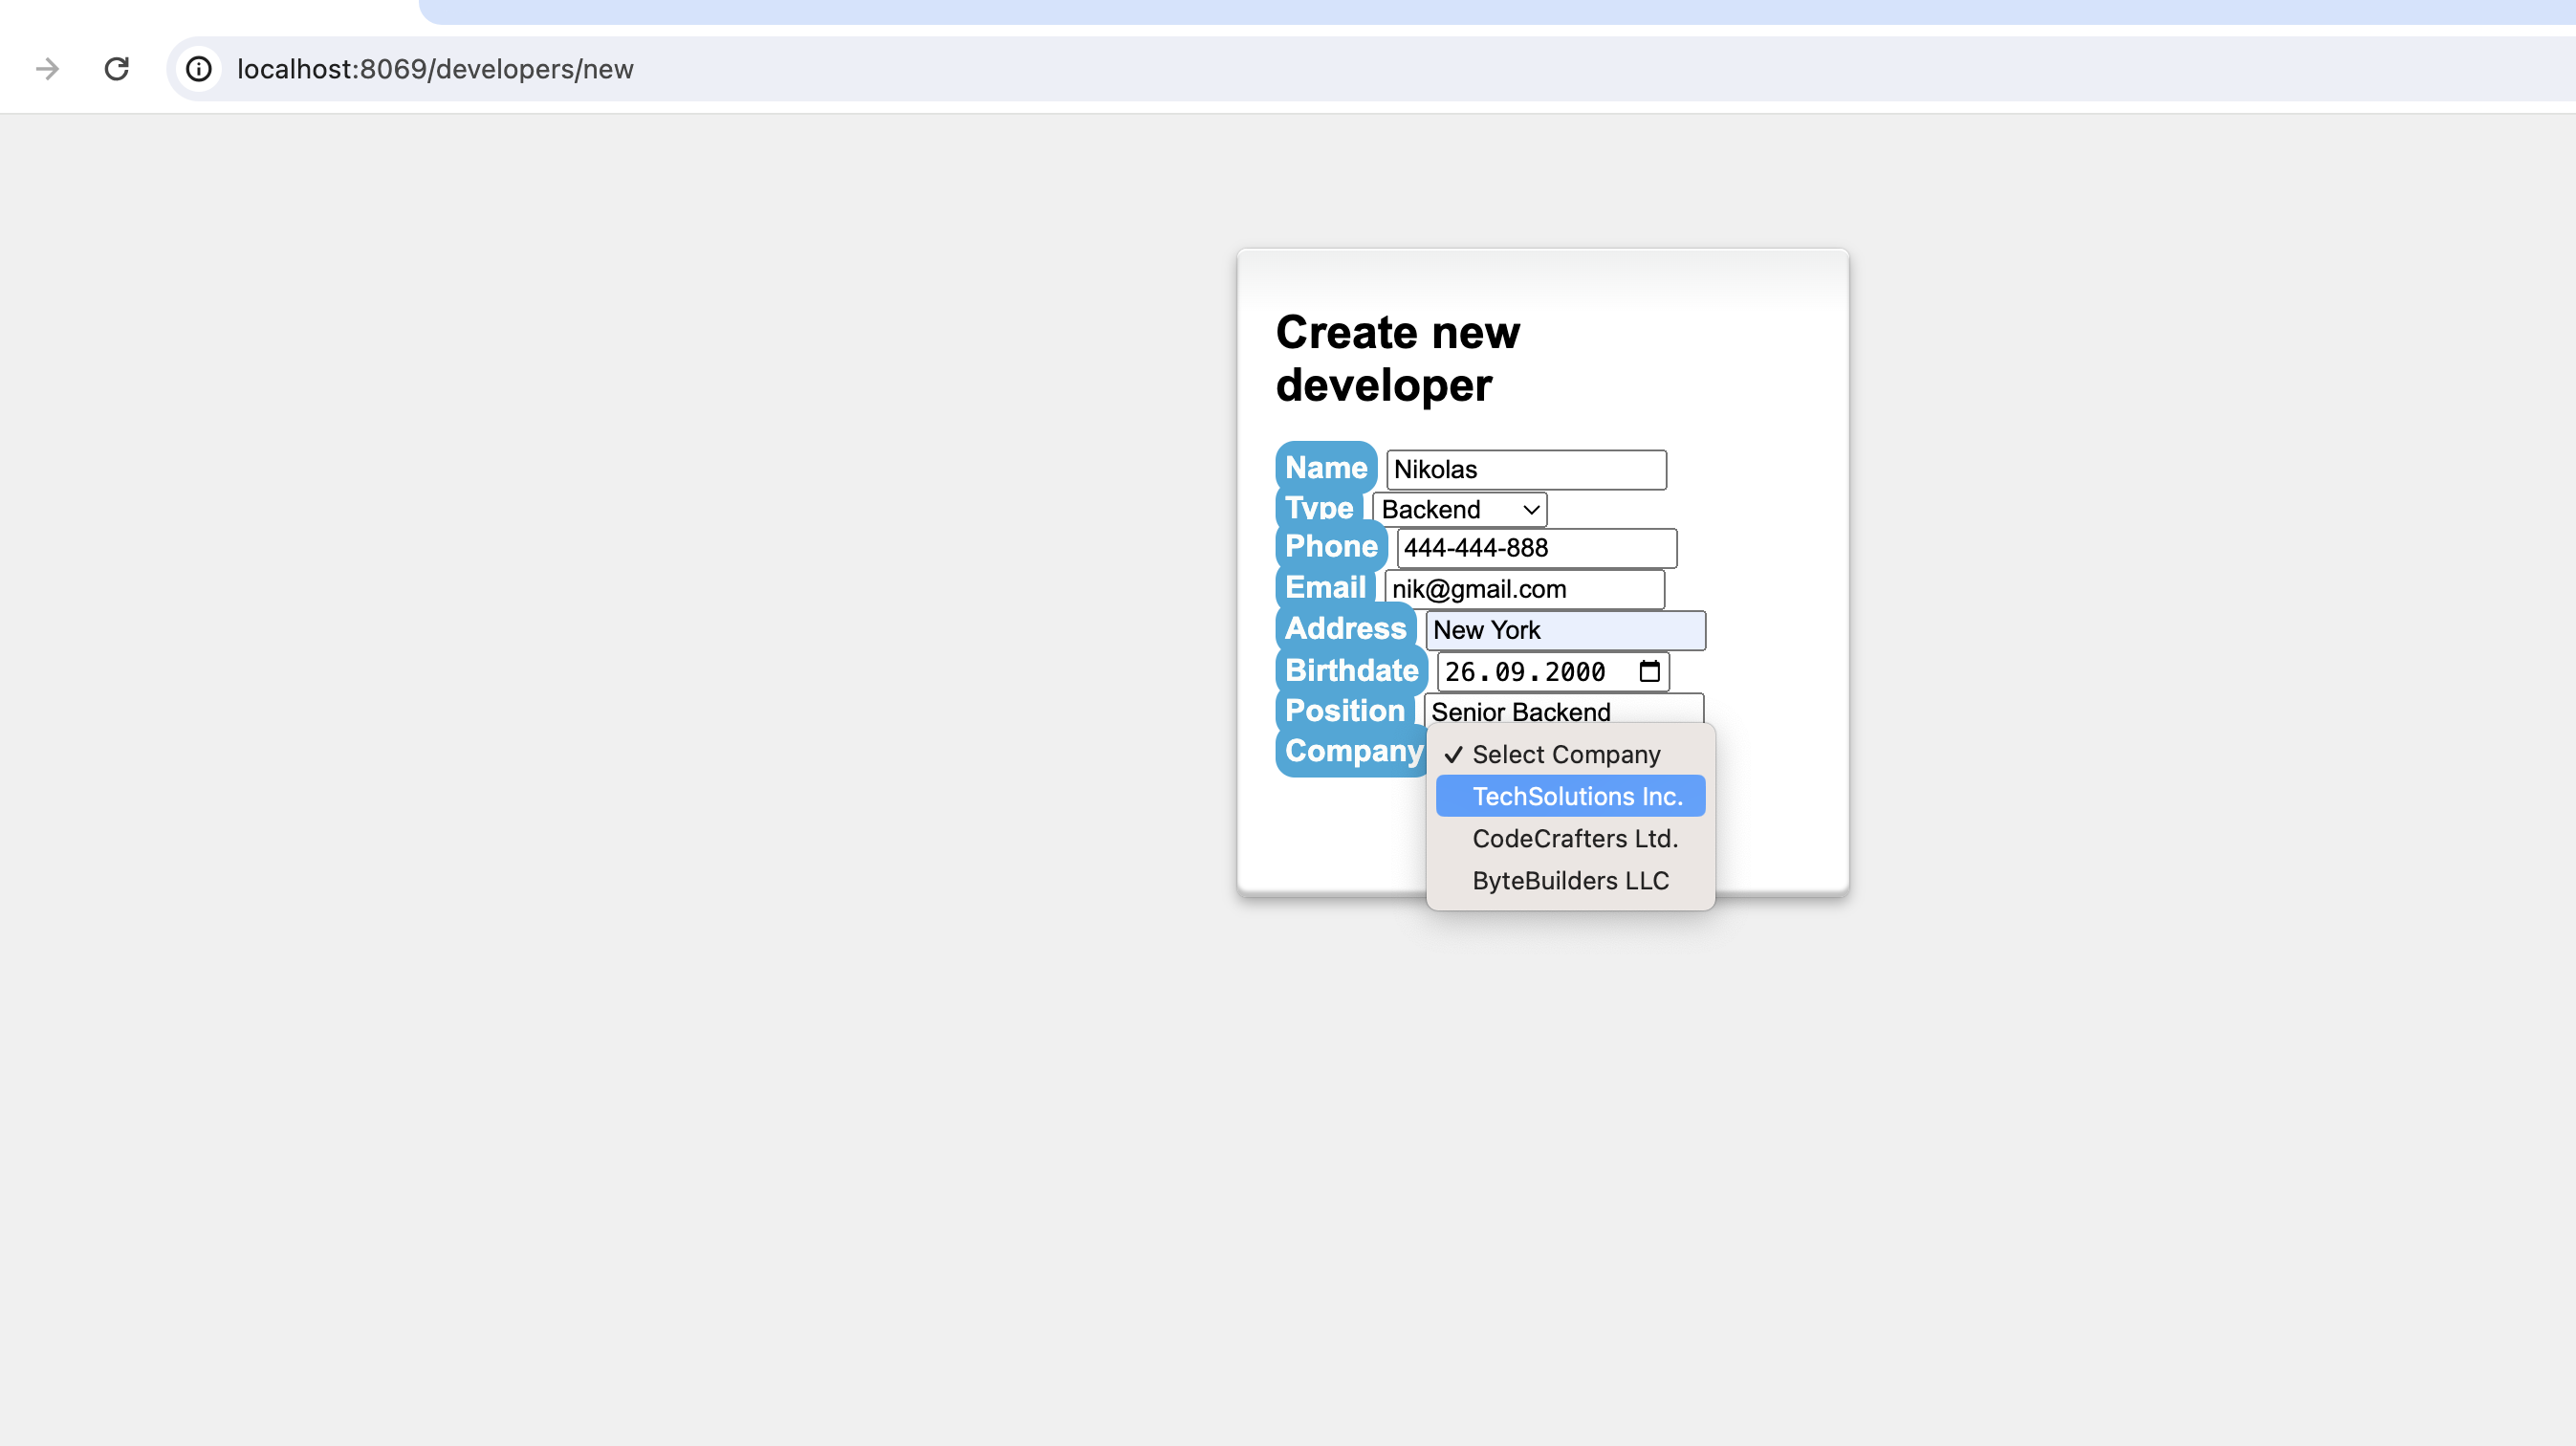 localhost:8069/developers/new
Create new
developer
Name Nikolas
Type Backend
Phone 444-444-888
Email nik@gmail.com
Address New York
Birthdate 26.09.2000
Position Senior Backend
Company ✓ Select Company
TechSolutions Inc.
CodeCrafters Ltd.
ByteBuilders LLC